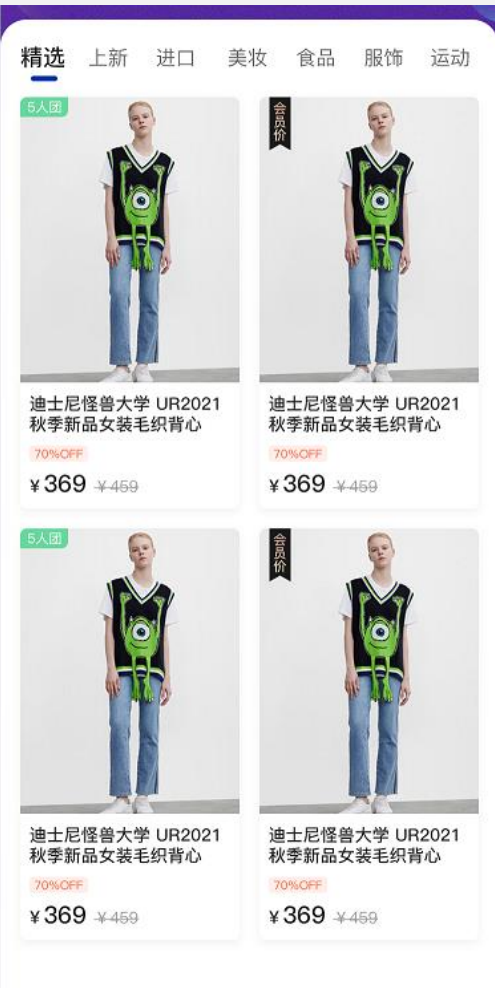 精选 上新 进口 美妆 食品 服饰 运动
5人团
会员价
迪士尼怪兽大学 UR2021
秋季新品女装毛织背心
70%OFF
¥369 ¥459
迪士尼怪兽大学 UR2021
秋季新品女装毛织背心
70%OFF
¥369 ¥459
5人团
会员价
迪士尼怪兽大学 UR2021
秋季新品女装毛织背心
70%OFF
¥369 ¥459
迪士尼怪兽大学 UR2021
秋季新品女装毛织背心
70%OFF
¥369 ¥459